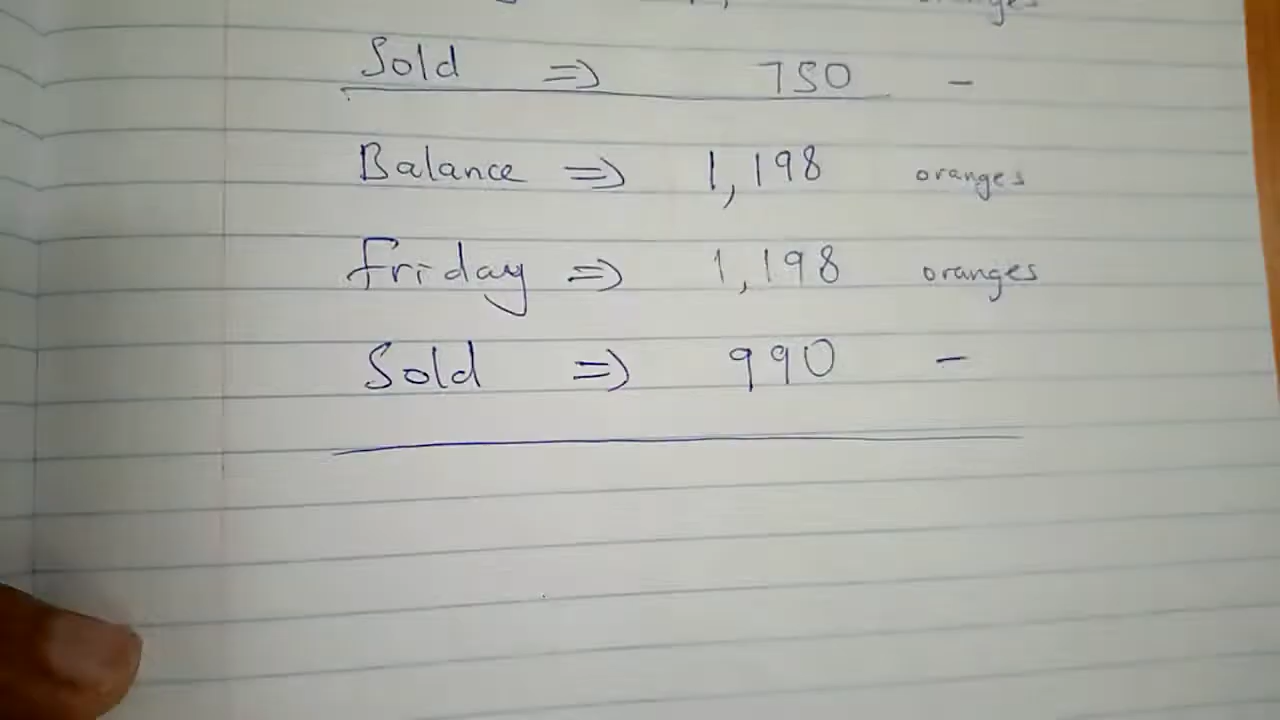 Sold => 750 -
Balance => 1,198 oranges
Friday => 1,198 oranges
Sold => 990 -